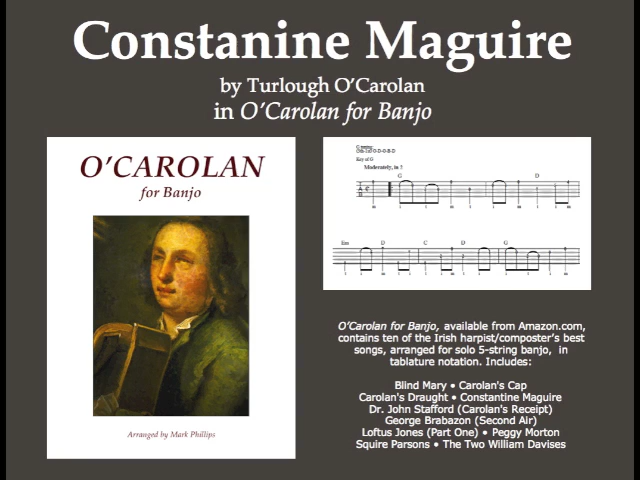 Constanine Maguire
by Turlough O'Carolan
in O'Carolan for Banjo
O'CAROLAN
for Banjo
Arranged by Mark Phillips
G tuning:
Key of G
Moderately, in 2
G D
Em D C D G
O'Carolan for Banjo, available from Amazon.com,
contains ten of the Irish harpist/composter's best
songs, arranged for solo 5-string banjo, in
tablature notation. Includes:
Blind Mary • Carolan's Cap
Carolan's Draught • Constantine Maguire
Dr. John Stafford (Carolan's Receipt)
George Brabazon (Second Air)
Loftus Jones (Part One) • Peggy Morton
Squire Parsons • The Two William Davises